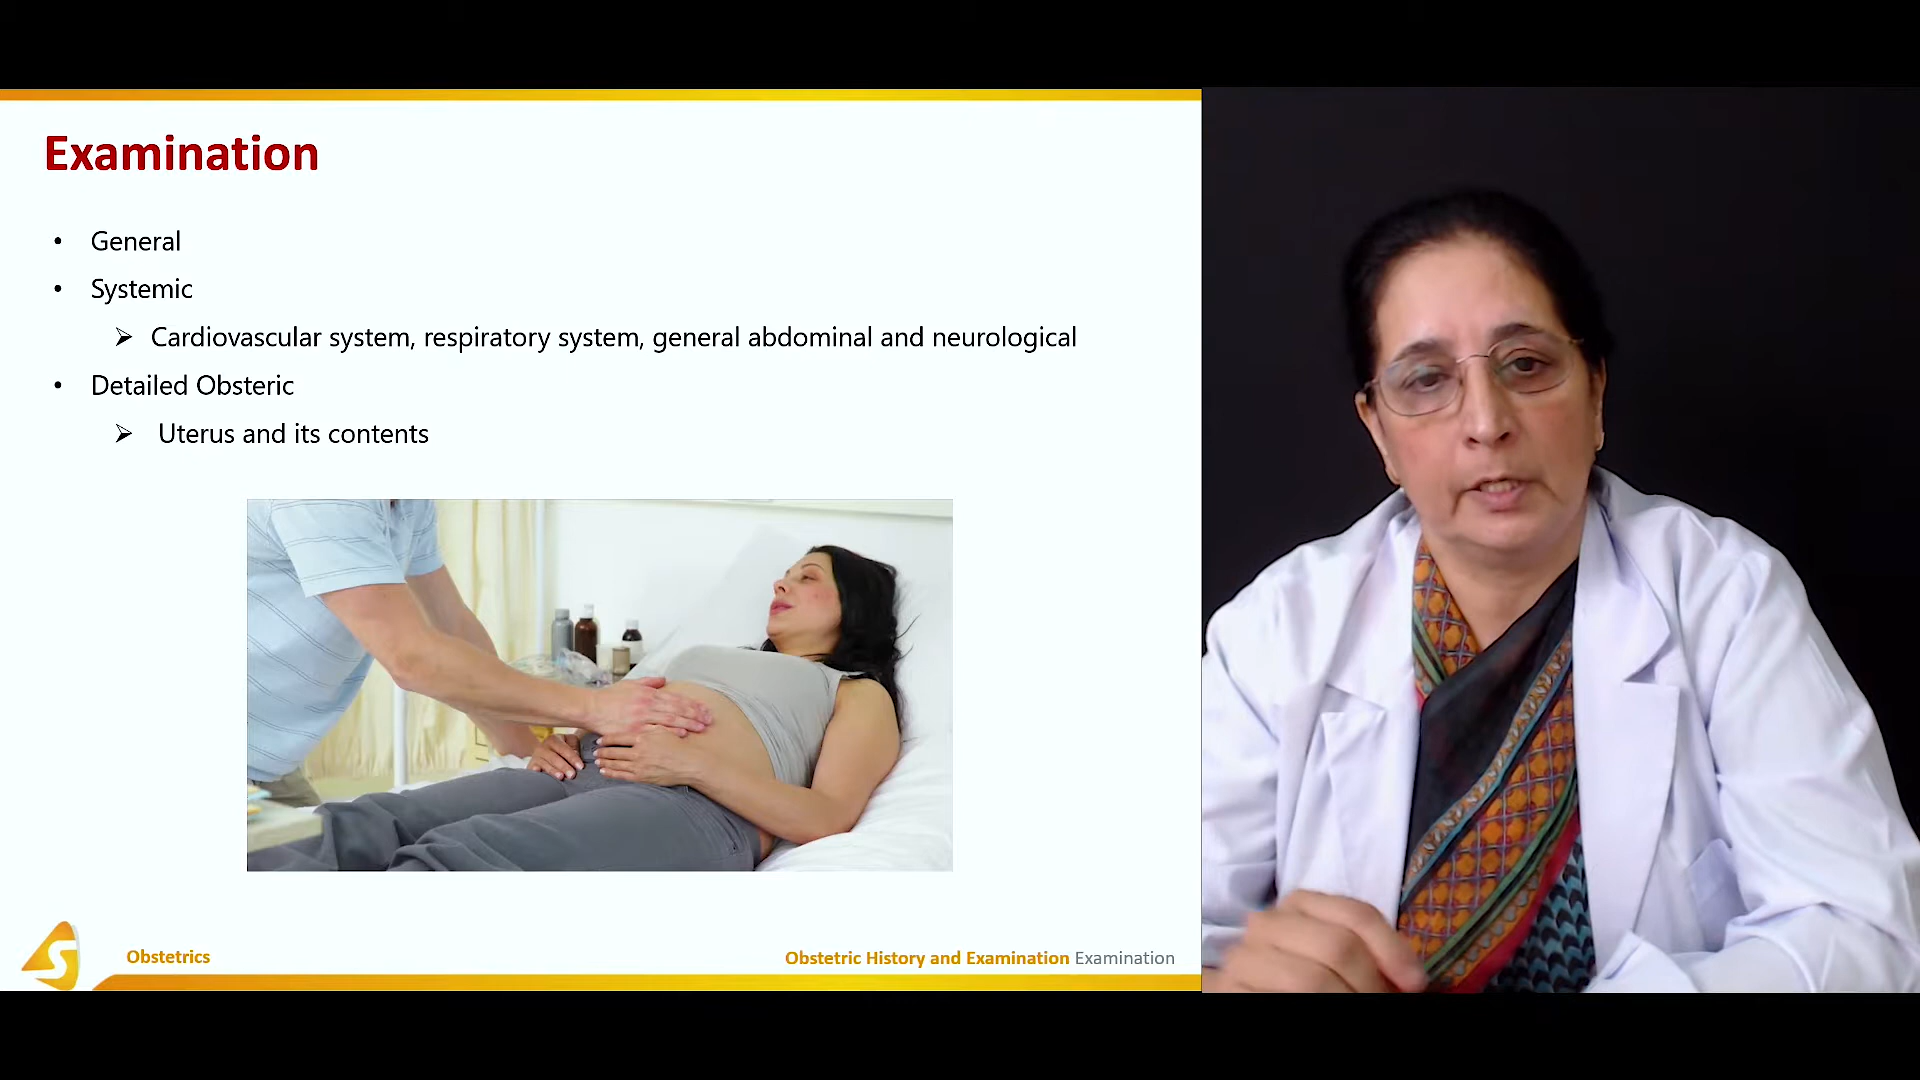 Examination
• General
• Systemic
➢ Cardiovascular system, respiratory system, general abdominal and neurological
• Detailed Obsteric
➢ Uterus and its contents
S
Obstetrics
Obstetric History and Examination Examination